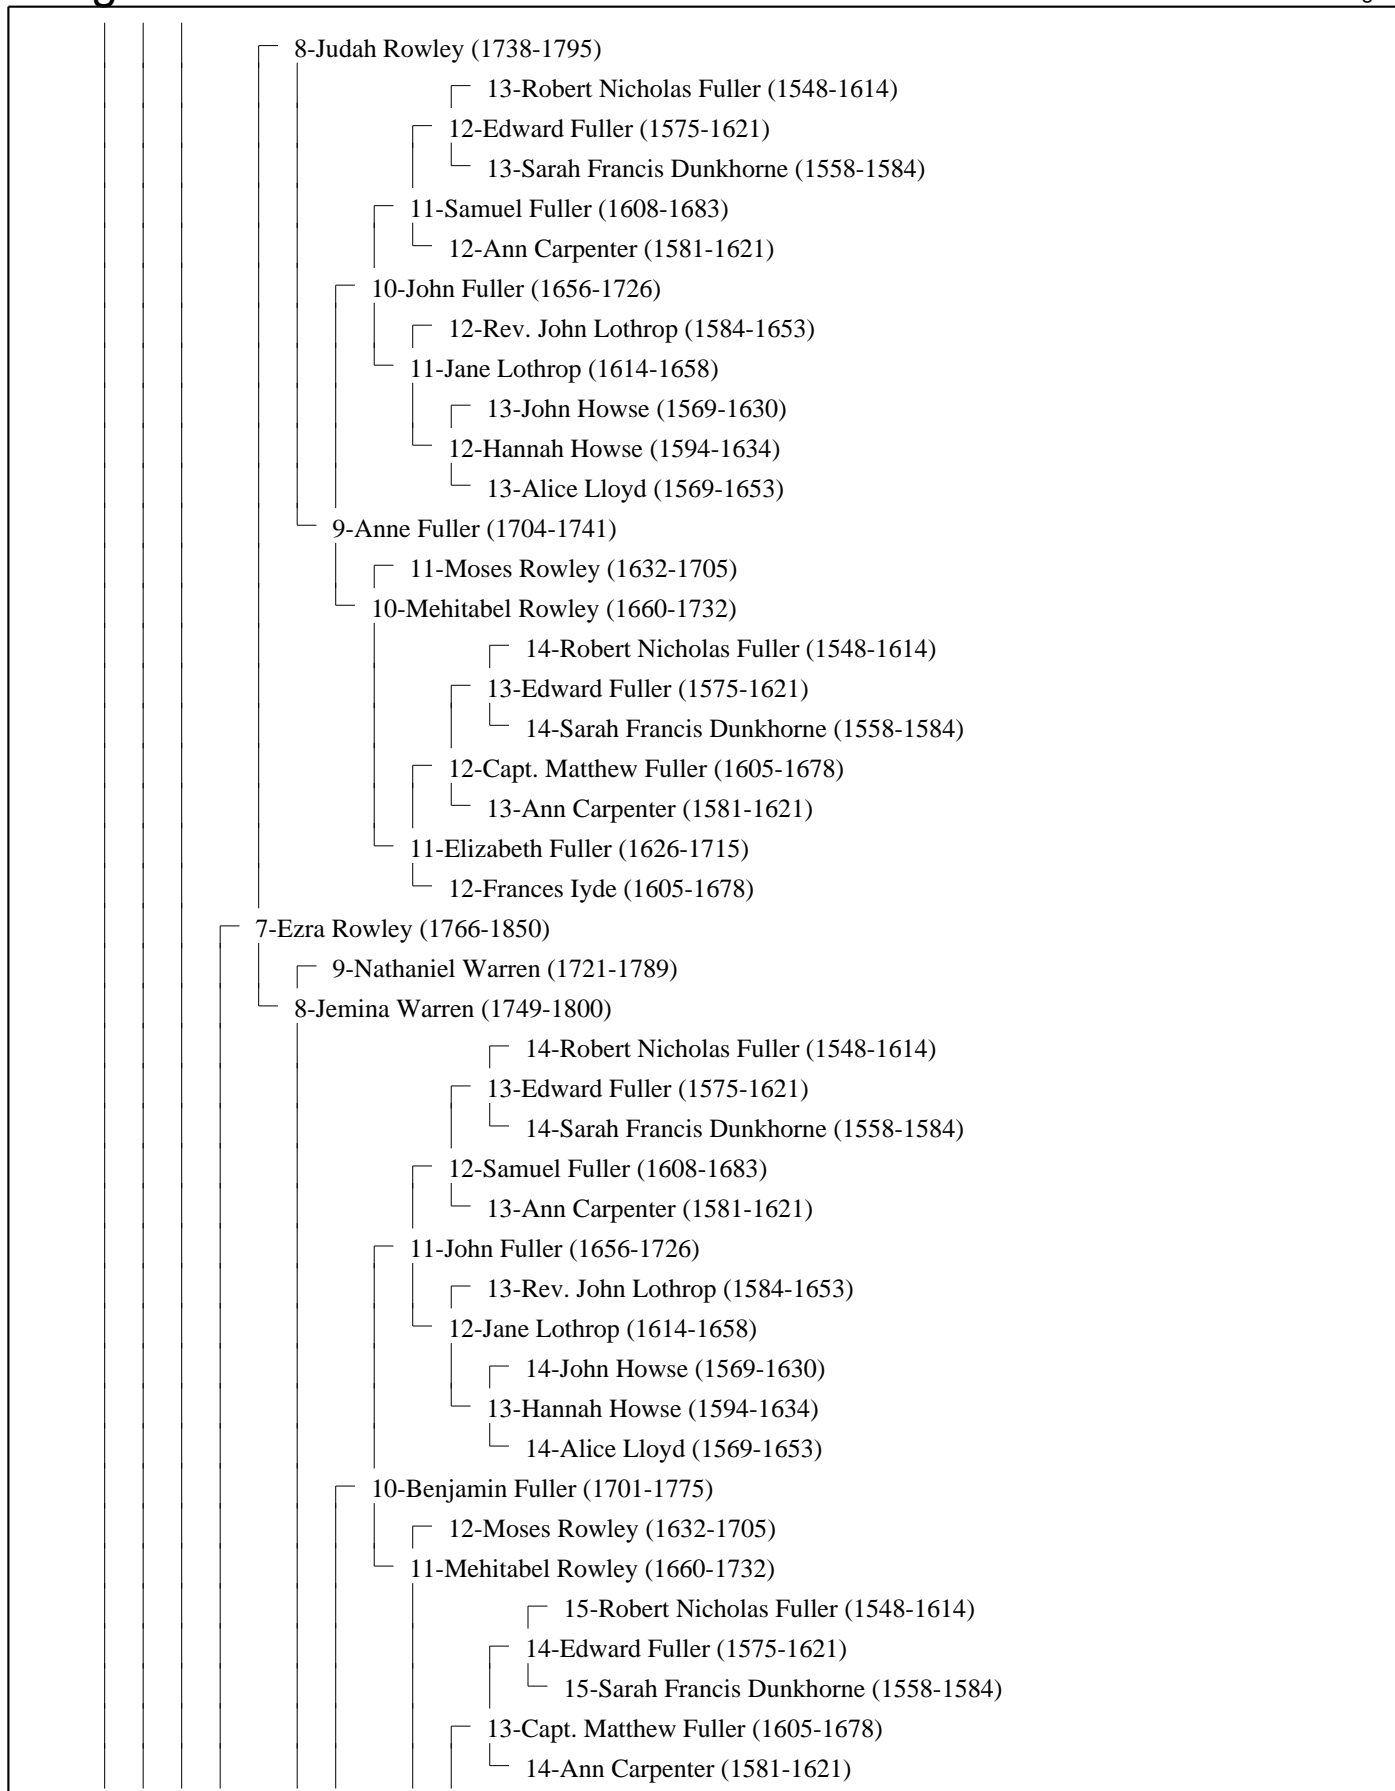 8-Judah Rowley (1738-1795)
13-Robert Nicholas Fuller (1548-1614)
12-Edward Fuller (1575-1621)
13-Sarah Francis Dunkhorne (1558-1584)
11-Samuel Fuller (1608-1683)
12-Ann Carpenter (1581-1621)
10-John Fuller (1656-1726)
12-Rev. John Lothrop (1584-1653)
11-Jane Lothrop (1614-1658)
13-John Howse (1569-1630)
12-Hannah Howse (1594-1634)
13-Alice Lloyd (1569-1653)
9-Anne Fuller (1704-1741)
11-Moses Rowley (1632-1705)
10-Mehitabel Rowley (1660-1732)
14-Robert Nicholas Fuller (1548-1614)
13-Edward Fuller (1575-1621)
14-Sarah Francis Dunkhorne (1558-1584)
12-Capt. Matthew Fuller (1605-1678)
13-Ann Carpenter (1581-1621)
11-Elizabeth Fuller (1626-1715)
12-Frances Iyde (1605-1678)
7-Ezra Rowley (1766-1850)
9-Nathaniel Warren (1721-1789)
8-Jemina Warren (1749-1800)
14-Robert Nicholas Fuller (1548-1614)
13-Edward Fuller (1575-1621)
14-Sarah Francis Dunkhorne (1558-1584)
12-Samuel Fuller (1608-1683)
13-Ann Carpenter (1581-1621)
11-John Fuller (1656-1726)
13-Rev. John Lothrop (1584-1653)
12-Jane Lothrop (1614-1658)
14-John Howse (1569-1630)
13-Hannah Howse (1594-1634)
14-Alice Lloyd (1569-1653)
10-Benjamin Fuller (1701-1775)
12-Moses Rowley (1632-1705)
11-Mehitabel Rowley (1660-1732)
15-Robert Nicholas Fuller (1548-1614)
14-Edward Fuller (1575-1621)
15-Sarah Francis Dunkhorne (1558-1584)
13-Capt. Matthew Fuller (1605-1678)
14-Ann Carpenter (1581-1621)